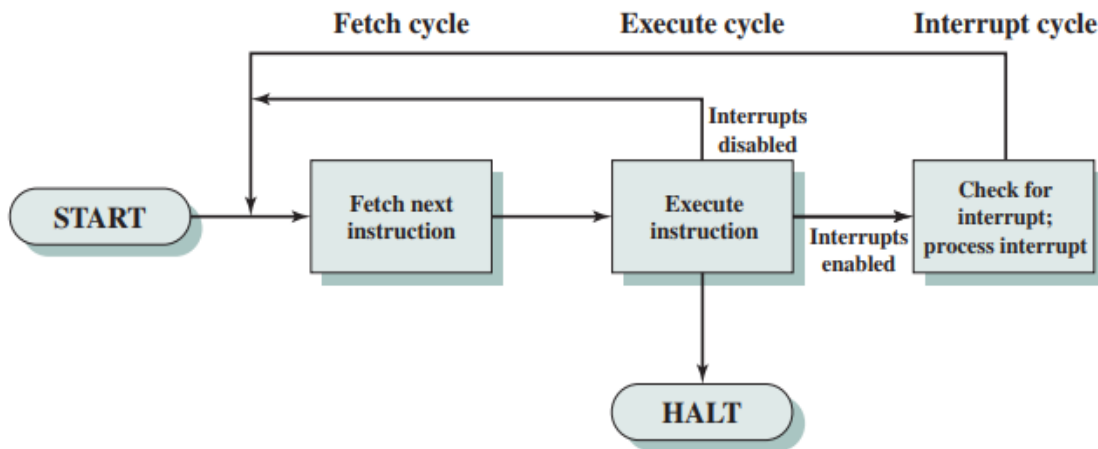 Fetch cycle
Execute cycle
Interrupt cycle
Interrupts
disabled
START
Fetch next
instruction
Execute
instruction
Interrupts
enabled
Check for
interrupt;
process interrupt
HALT